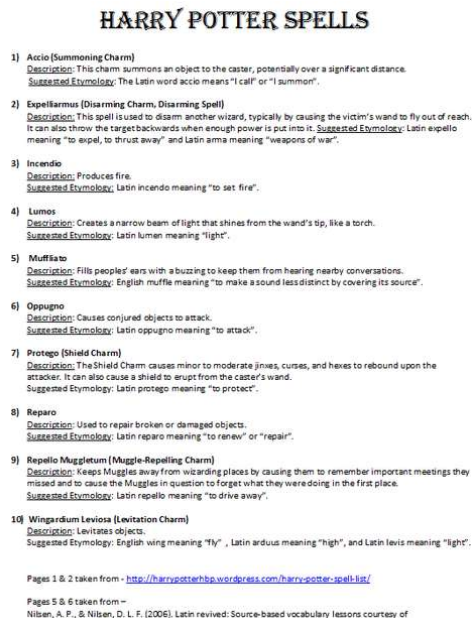 HARRY POTTER SPELLS
1) Accio (Summoning Charm)
Description: This charm summons an object to the caster, potentially over a significant distance.
Suggested Etymology: The Latin word accio means "I call" or "I summon".
2) Expelliarmus (Disarming Charm, Disarming Spell)
Description: This spell is used to disarm another wizard, typically by causing the victim's wand to fly out of reach.
It can also throw the target backwards when enough power is put into it. Suggested Etymology: Latin expello
meaning "to expel, to thrust away" and Latin arma meaning "weapons of war".
3) Incendio
Description: Produces fire.
Suggested Etymology: Latin incendo meaning "to set fire".
4) Lumos
Description: Creates a narrow beam of light that shines from the wand's tip, like a torch.
Suggested Etymology: Latin lumen meaning "light".
5) Muffliato
Description: Fills peoples' ears with a buzzing to keep them from hearing nearby conversations.
Suggested Etymology: English muffle meaning "to make a sound less distinct by covering its source".
6) Oppugno
Description: Causes conjured objects to attack.
Suggested Etymology: Latin oppugno meaning "to attack".
7) Protego (Shield Charm)
Description: The Shield Charm causes minor to moderate jinxes, curses, and hexes to rebound upon the
attacker. It can also cause a shield to erupt from the caster's wand.
Suggested Etymology: Latin protego meaning "to protect".
8) Reparo
Description: Used to repair broken or damaged objects.
Suggested Etymology: Latin reparo meaning "to renew" or "repair".
9) Repello Muggletum (Muggle-Repelling Charm)
Description: Keeps Muggles away from wizarding places by causing them to remember important meetings they
missed and to cause the Muggles in question to forget what they were doing in the first place.
Suggested Etymology: Latin repello meaning "to drive away".
10) Wingardium Leviosa (Levitation Charm)
Description: Levitates objects.
Suggested Etymology: English wing meaning "fly" , Latin arduus meaning "high", and Latin levis meaning "light".
Pages 1 & 2 taken from - http://harrypotterhbp.wordpress.com/harry-potter-spell-list/
Pages 5 & 6 taken from –
Nilsen, A. P., & Nilsen, D. L. F. (2006). Latin revived: Source-based vocabulary lessons courtesy of